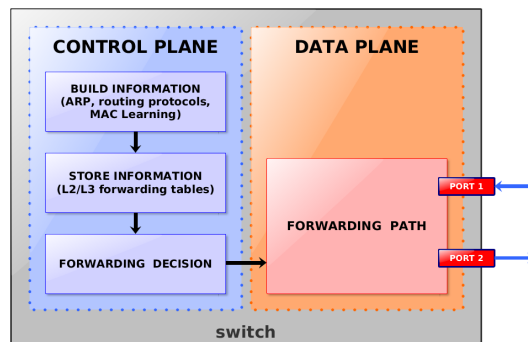 CONTROL PLANE
BUILD INFORMATION
(ARP, routing protocols,
MAC Learning)
STORE INFORMATION
(L2/L3 forwarding tables)
FORWARDING DECISION
DATA PLANE
FORWARDING PATH
PORT 1
PORT 2
switch